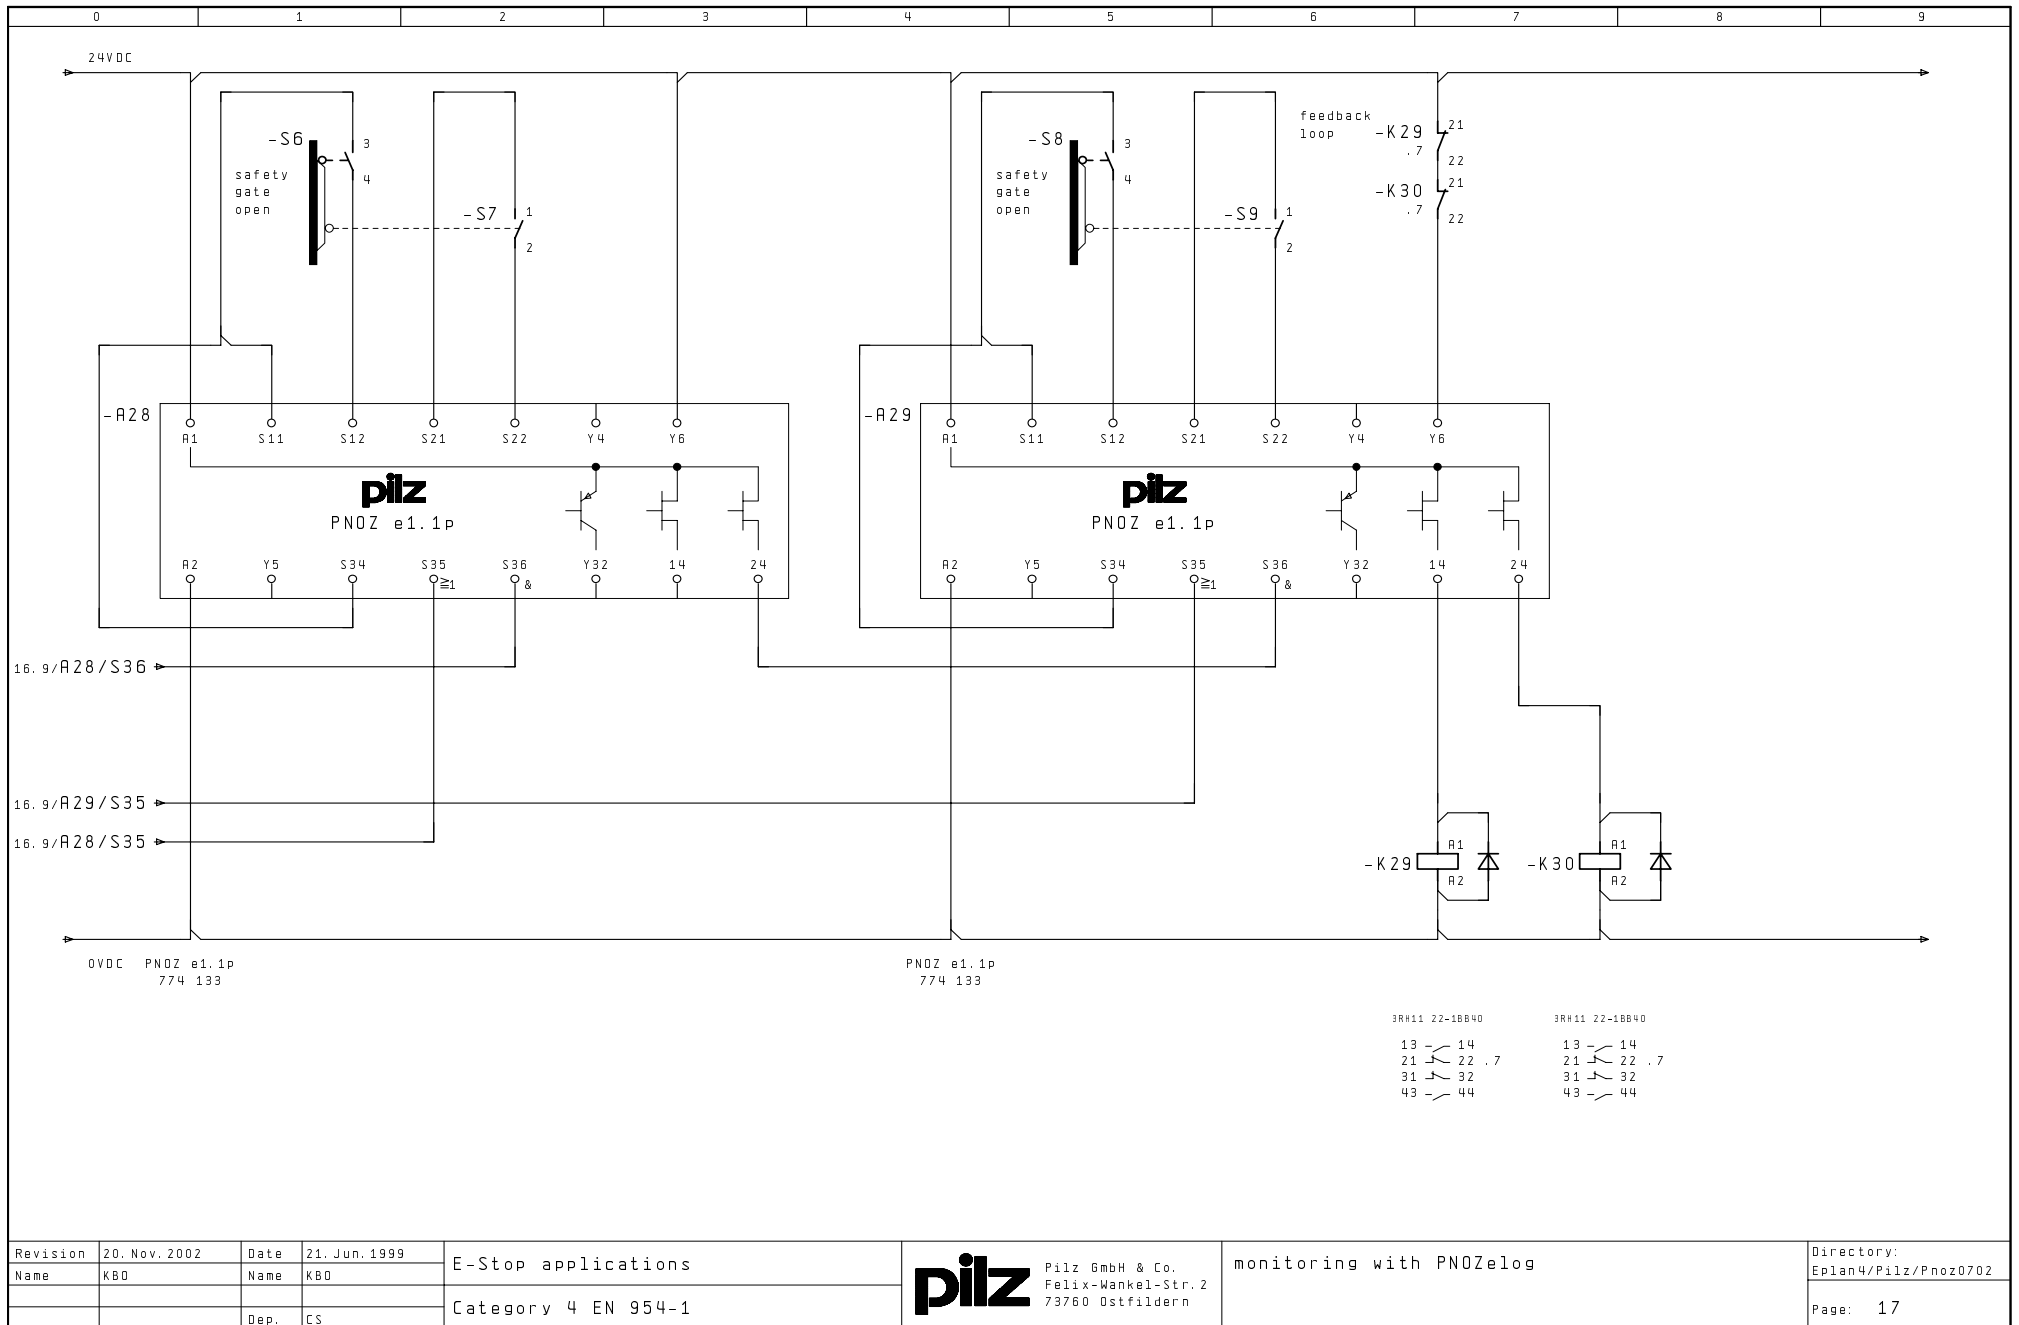 0 1 2 3 4 5 6 7 8 9
24VDC
feedback
loop
-K29 21
.7
22
-K30 21
.7
22
-S6 3
4
safety
gate
open
-S7 1
2
-S8 3
4
safety
gate
open
-S9 1
2
-A28
A1 S11 S12 S21 S22 Y4 Y6
pilz
PNOZ e1.1p
A2 Y5 S34 S35 S36 Y32 14 24
≧1 &
-A29
A1 S11 S12 S21 S22 Y4 Y6
pilz
PNOZ e1.1p
A2 Y5 S34 S35 S36 Y32 14 24
≧1 &
16.9/A28/S36
16.9/A29/S35
16.9/A28/S35
-K29 A1
A2
-K30 A1
A2
0VDC PNOZ e1.1p
774 133
PNOZ e1.1p
774 133
3RH11 22-1BB40
13 14
21 22 .7
31 32
43 44
3RH11 22-1BB40
13 14
21 22 .7
31 32
43 44
Revision 20.Nov.2002 Date 21.Jun.1999
Name KBO Name KBO
Dep. CS
E-Stop applications
Category 4 EN 954-1
pilz
Pilz GmbH & Co.
Felix-Wankel-Str.2
73760 Ostfildern
monitoring with PNOZelog
Directory:
Eplan4/Pilz/Pnoz0702
Page: 17